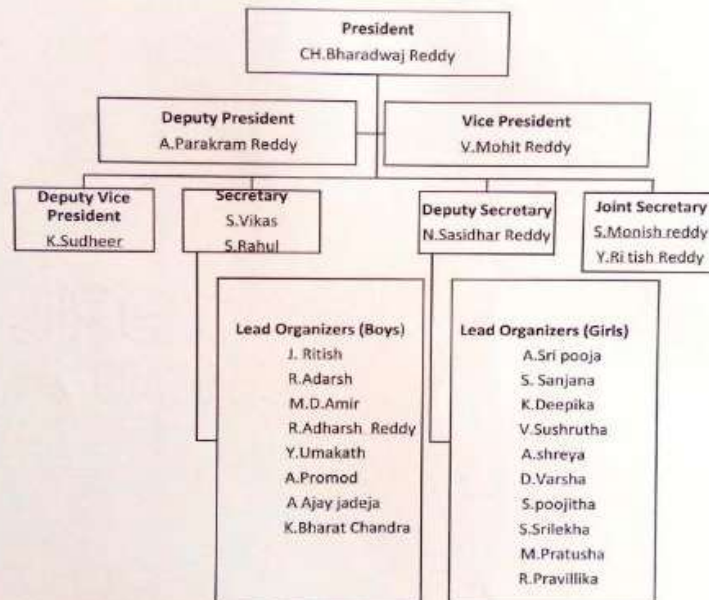 President
CH.Bharadwaj Reddy
Deputy President
A.Parakram Reddy
Vice President
V.Mohit Reddy
Deputy Vice
President
K.Sudheer
Secretary
S.Vikas
S.Rahul
Deputy Secretary
N.Sasidhar Reddy
Joint Secretary
S.Monish reddy
Y.Ri tish Reddy
Lead Organizers (Boys)
J. Ritish
R.Adarsh
M.D.Amir
R.Adharsh Reddy
Y.Umakath
A.Promod
A Ajay jadeja
K.Bharat Chandra
Lead Organizers (Girls)
A.Sri pooja
S. Sanjana
K.Deepika
V.Sushrutha
A.shreya
D.Varsha
S.poojitha
S.Srilekha
M.Pratusha
R.Pravillika